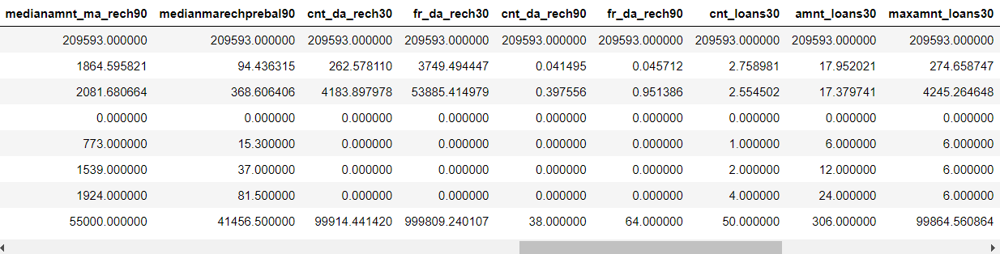 medianamnt_ma_rech90 medianmarechprebal90 cnt_da_rech30 fr_da_rech30 cnt_da_rech90 fr_da_rech90 cnt_loans30 amnt_loans30 maxamnt_loans30
209593.000000 209593.000000 209593.000000 209593.000000 209593.000000 209593.000000 209593.000000 209593.000000 209593.000000
1864.595821 94.436315 262.578110 3749.494447 0.041495 0.045712 2.758981 17.952021 274.658747
2081.680664 368.606406 4183.897978 53885.414979 0.397556 0.951386 2.554502 17.379741 4245.264648
0.000000 0.000000 0.000000 0.000000 0.000000 0.000000 0.000000 0.000000 0.000000
773.000000 15.300000 0.000000 0.000000 0.000000 0.000000 1.000000 6.000000 6.000000
1539.000000 37.000000 0.000000 0.000000 0.000000 0.000000 2.000000 12.000000 6.000000
1924.000000 81.500000 0.000000 0.000000 0.000000 0.000000 4.000000 24.000000 6.000000
55000.000000 41456.500000 99914.441420 999809.240107 38.000000 64.000000 50.000000 306.000000 99864.560864